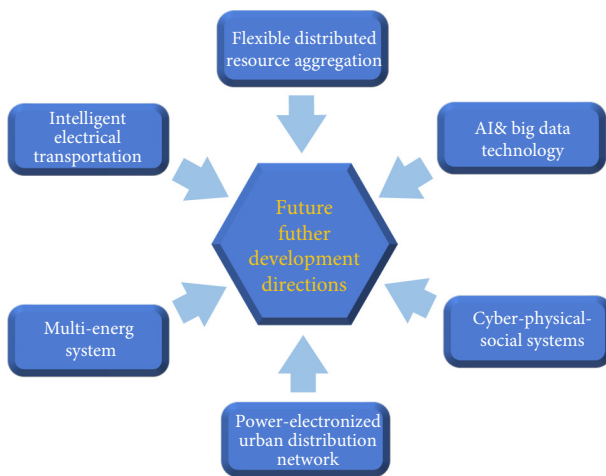 Flexible distributed
resource aggregation
Intelligent
electrical
transportation
AI& big data
technology
Future
futher
development
directions
Multi-energ
system
Cyber-physical-
social systems
Power-electronized
urban distribution
network